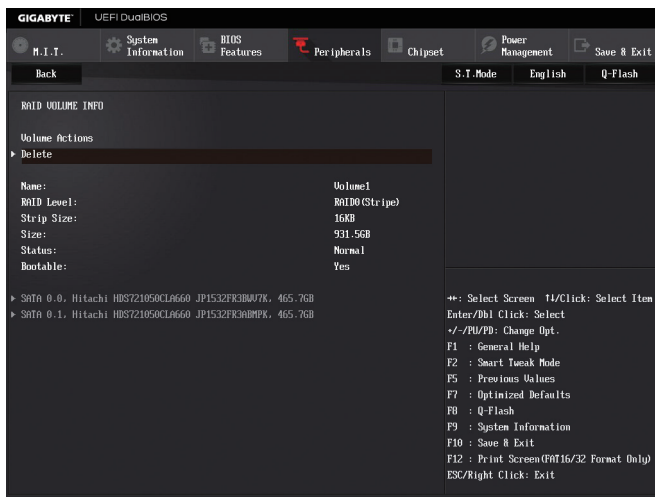 GIGABYTE™ UEFI DualBIOS
M.I.T.
System Information
BIOS Features
Peripherals
Chipset
Power Management
Save & Exit
Back
S.T.Mode English Q-Flash
RAID VOLUME INFO
Volume Actions
Delete
Name: Volume1
RAID Level: RAID0(Stripe)
Strip Size: 16KB
Size: 931.5GB
Status: Normal
Bootable: Yes
SATA 0.0, Hitachi HDS721050CLA660 JP1532FR3BWV7K, 465.7GB
SATA 0.1, Hitachi HDS721050CLA660 JP1532FR3ABMPK, 465.7GB
→←: Select Screen ↑↓/Click: Select Item
Enter/Dbl Click: Select
+/-/PU/PD: Change Opt.
F1 : General Help
F2 : Smart Tweak Mode
F5 : Previous Values
F7 : Optimized Defaults
F8 : Q-Flash
F9 : System Information
F10 : Save & Exit
F12 : Print Screen(FAT16/32 Format Only)
ESC/Right Click: Exit